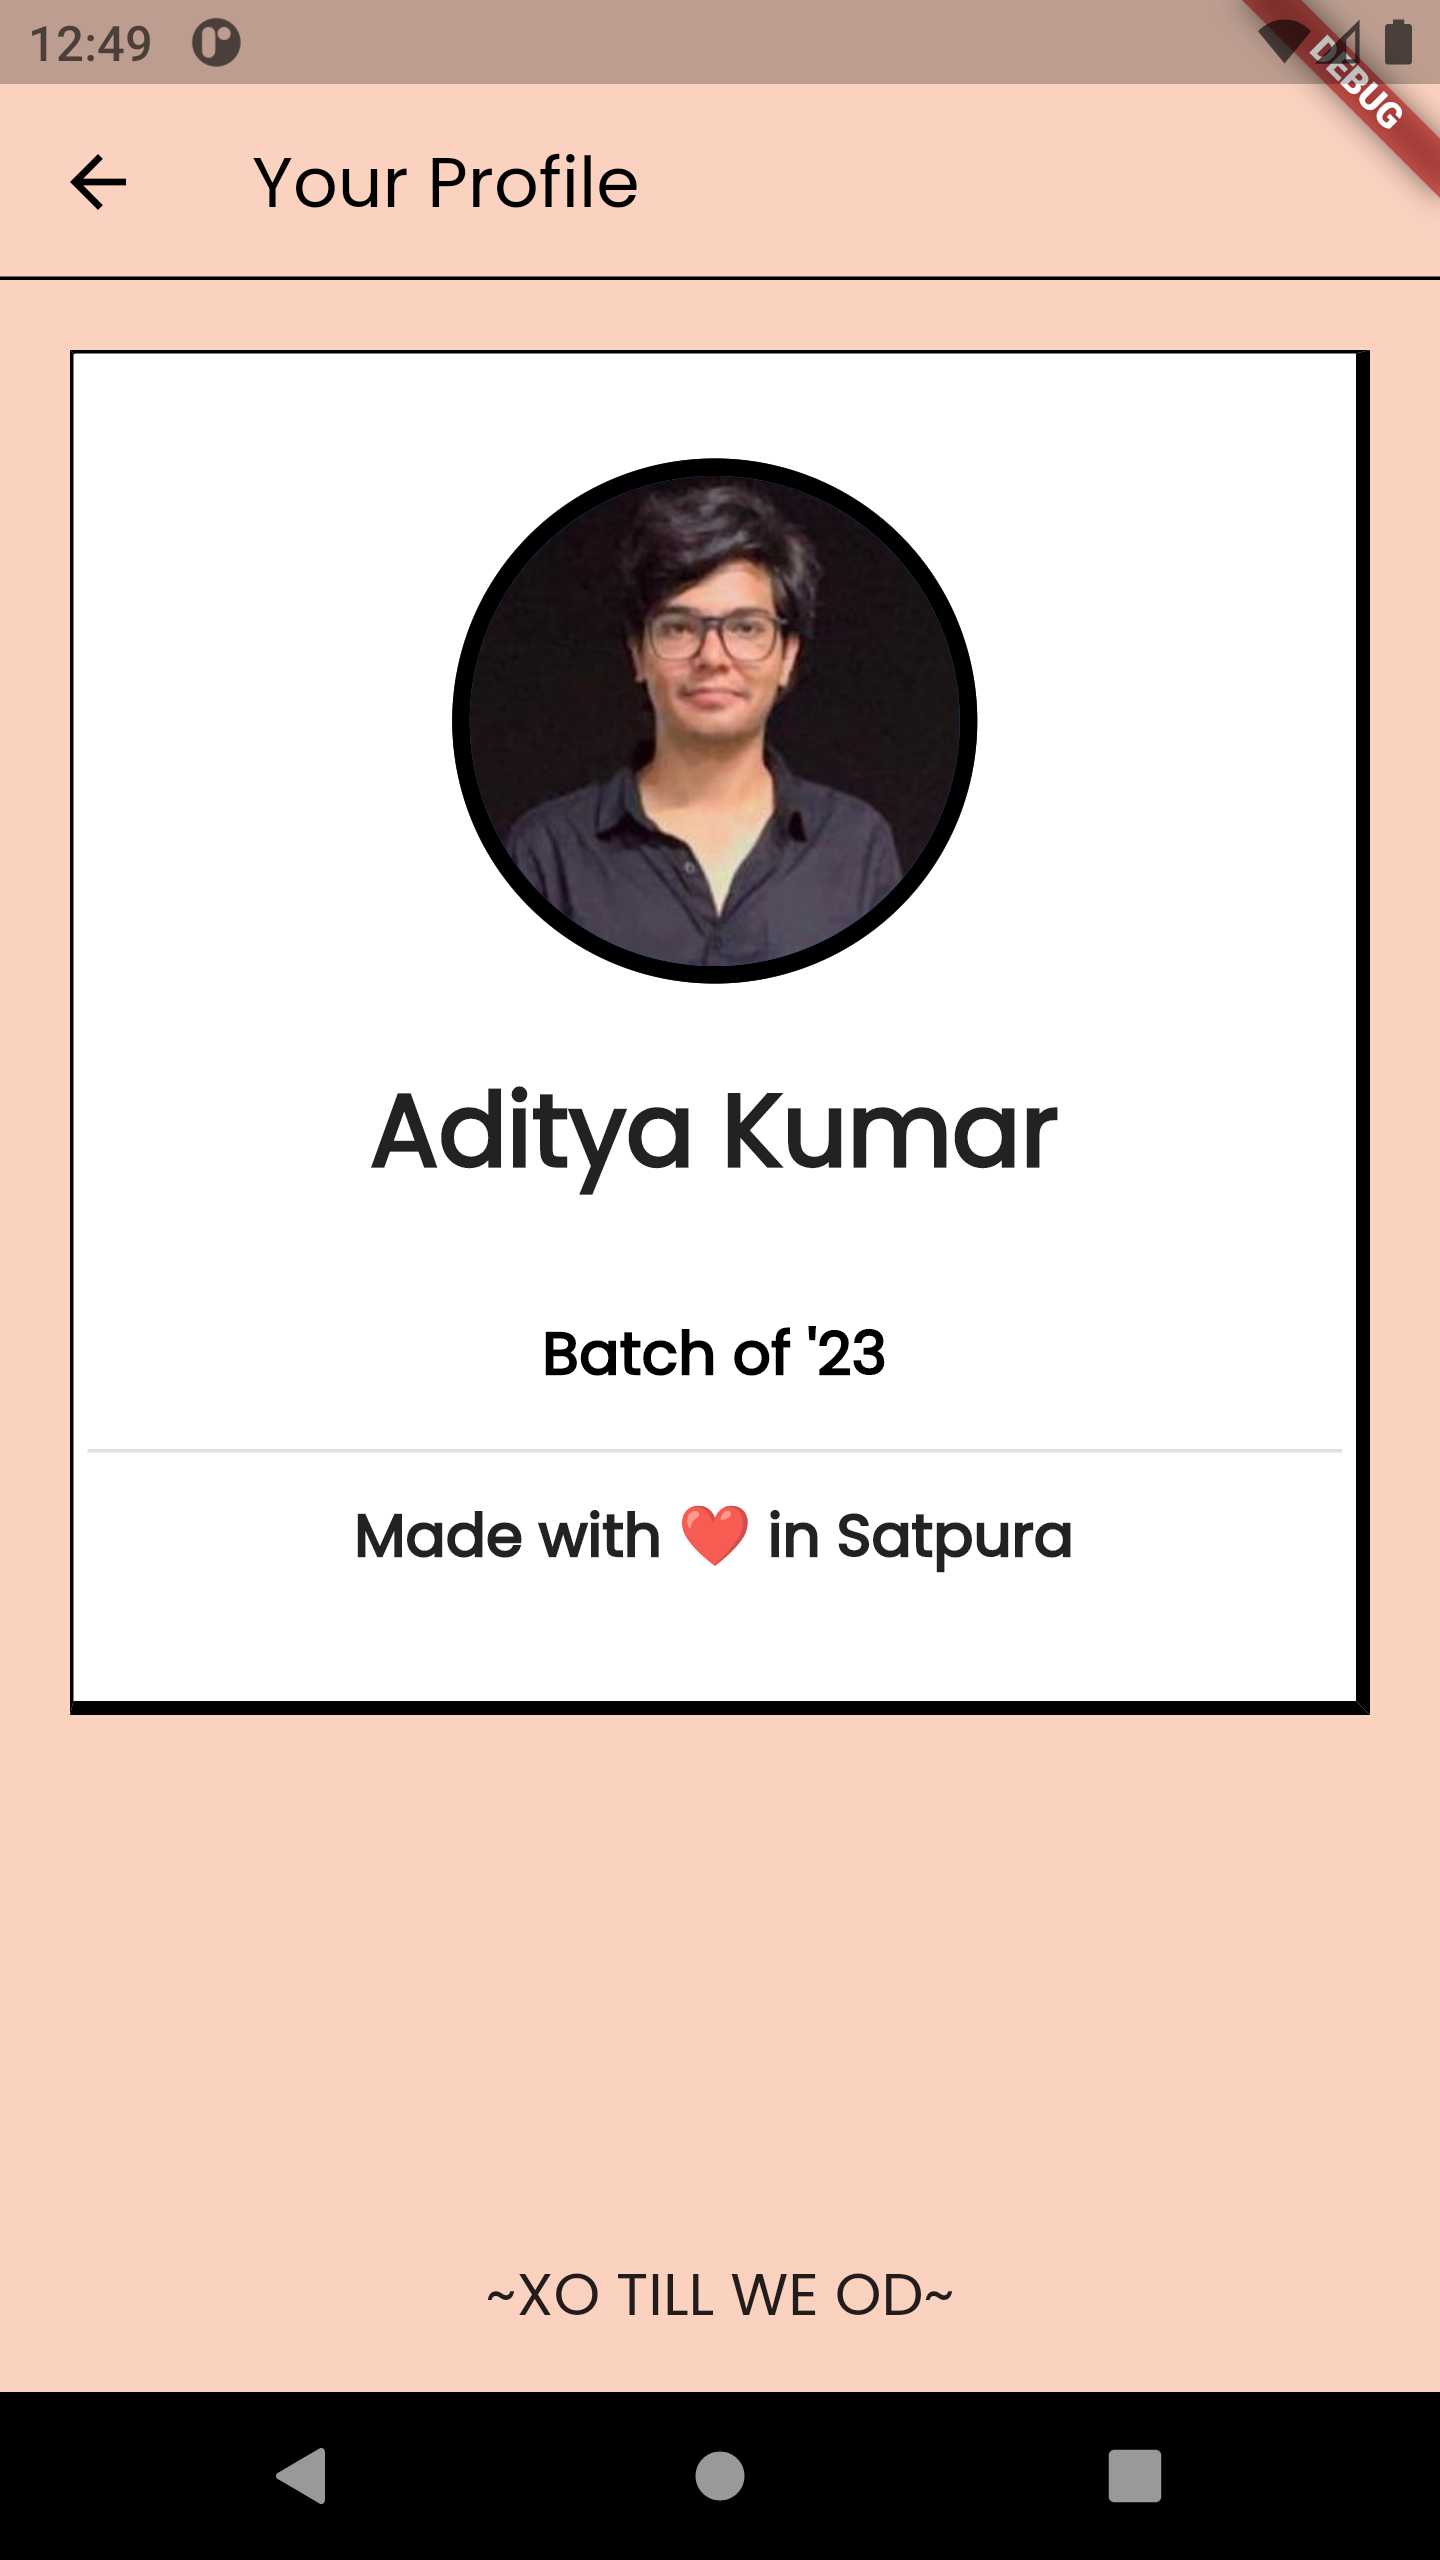 12:49
DEBUG
Your Profile
Aditya Kumar
Batch of '23
Made with ❤️ in Satpura
~XO TILL WE OD~